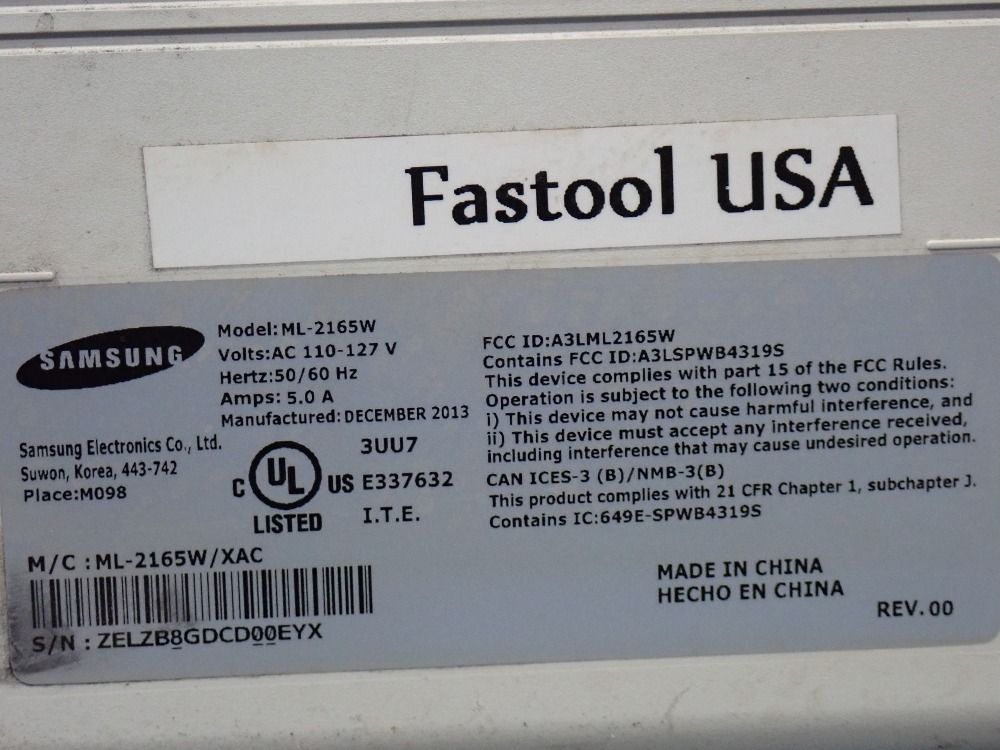 Fastool USA
SAMSUNG
Model:ML-2165W
Volts:AC 110-127 V
Hertz:50/60 Hz
Amps: 5.0 A
Manufactured: DECEMBER 2013
Samsung Electronics Co., Ltd.
Suwon, Korea, 443-742
Place:M098
C UL US
LISTED
3UU7
E337632
I.T.E.
FCC ID:A3LML2165W
Contains FCC ID:A3LSPWB4319S
This device complies with part 15 of the FCC Rules.
Operation is subject to the following two conditions:
i) This device may not cause harmful interference, and
ii) This device must accept any interference received,
including interference that may cause undesired operation.
CAN ICES-3 (B)/NMB-3(B)
This product complies with 21 CFR Chapter 1, subchapter J.
Contains IC:649E-SPWB4319S
M/C :ML-2165W/XAC
S/N : ZELZB8GDCD00EYX
MADE IN CHINA
HECHO EN CHINA
REV.00